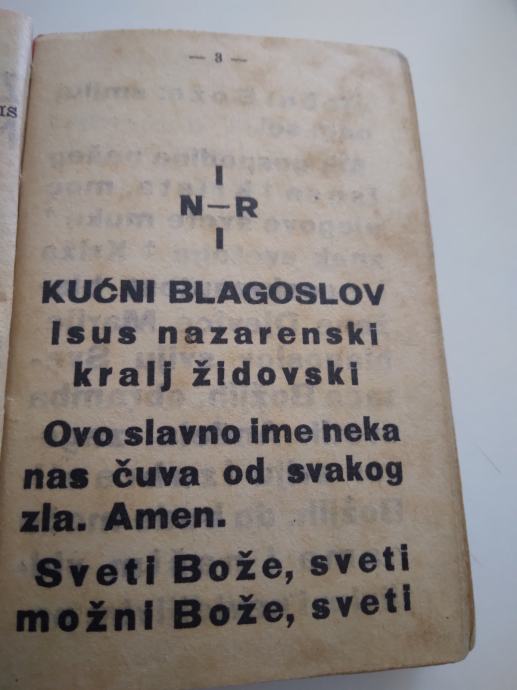 — 3 —
I
N—R
I
KUĆNI BLAGOSLOV
Isus nazarenski
kralj židovski
Ovo slavno ime neka
nas čuva od svakog
zla. Amen.
Sveti Bože, sveti
možni Bože, sveti